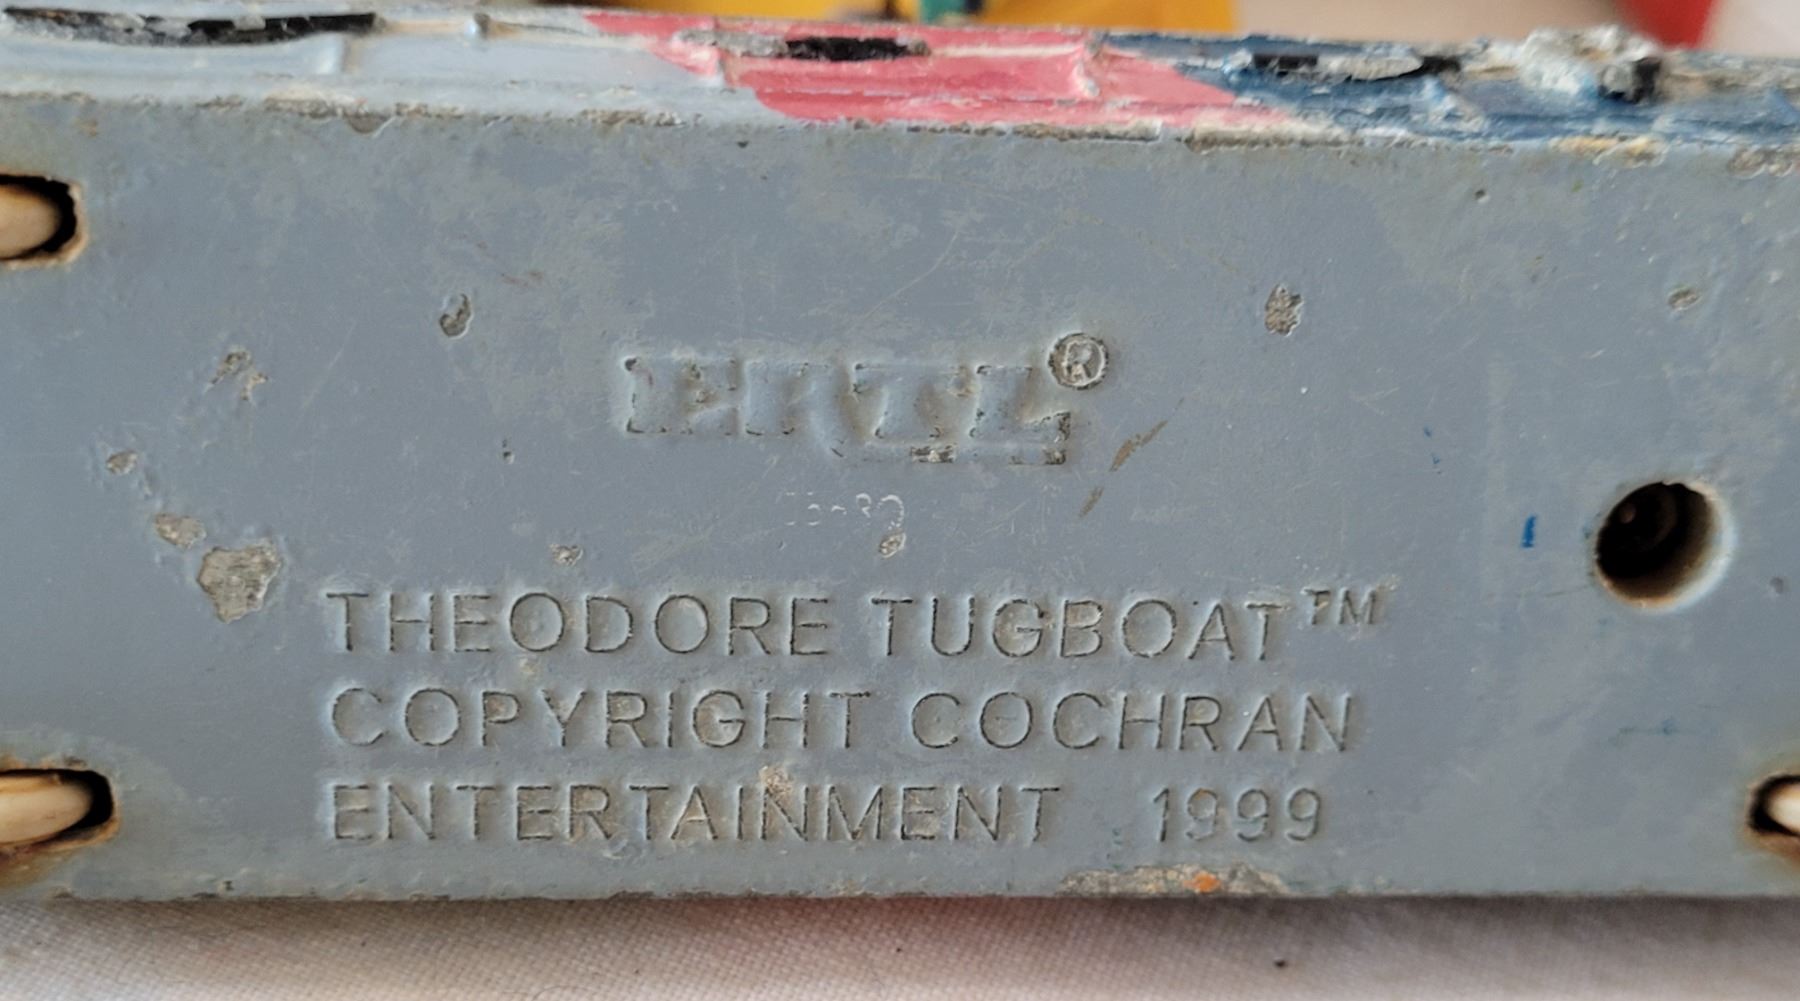 ERTL®
THEODORE TUGBOAT™
COPYRIGHT COCHRAN
ENTERTAINMENT 1999